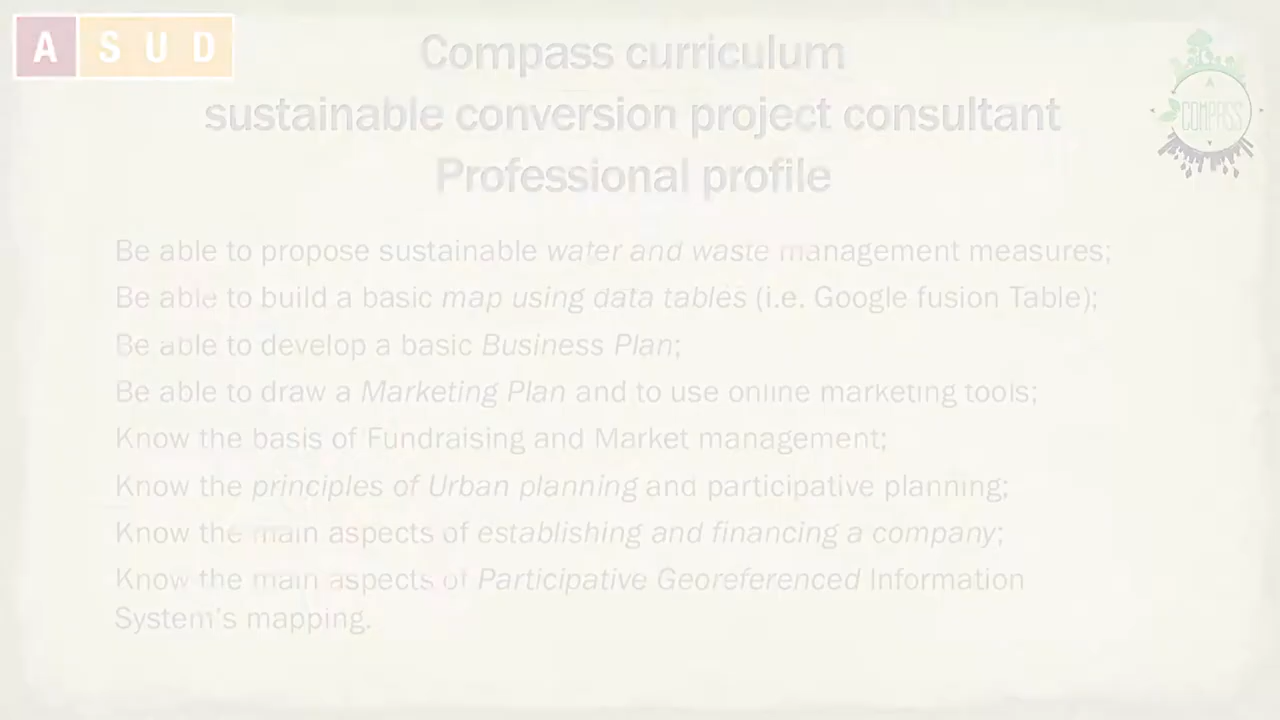 A SUD
Compass curriculum
sustainable conversion project consultant
Professional profile
COMPASS
Be able to propose sustainable water and waste management measures;
Be able to build a basic map using data tables (i.e. Google fusion Table);
Be able to develop a basic Business Plan;
Be able to draw a Marketing Plan and to use online marketing tools;
Know the basis of Fundraising and Market management;
Know the principles of Urban planning and participative planning;
Know the main aspects of establishing and financing a company;
Know the main aspects of Participative Georeferenced Information
System's mapping.